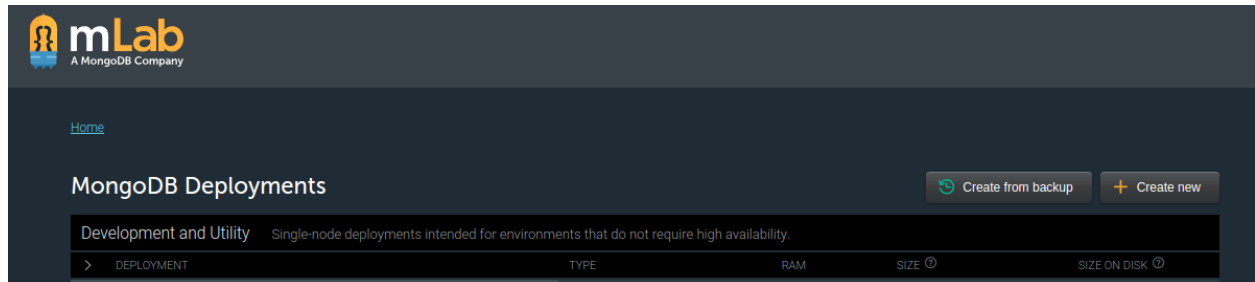 mLab
A MongoDB Company
Home
MongoDB Deployments
Create from backup
Create new
Development and Utility Single-node deployments intended for environments that do not require high availability.
DEPLOYMENT TYPE RAM SIZE SIZE ON DISK